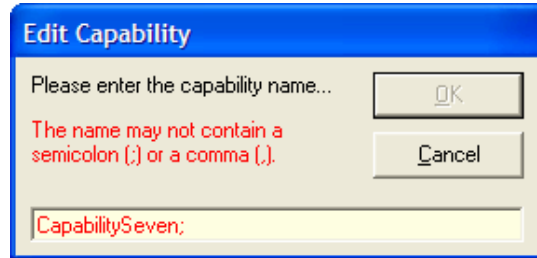 Edit Capability
Please enter the capability name...
OK
The name may not contain a
semicolon (;) or a comma (,).
Cancel
CapabilitySeven;